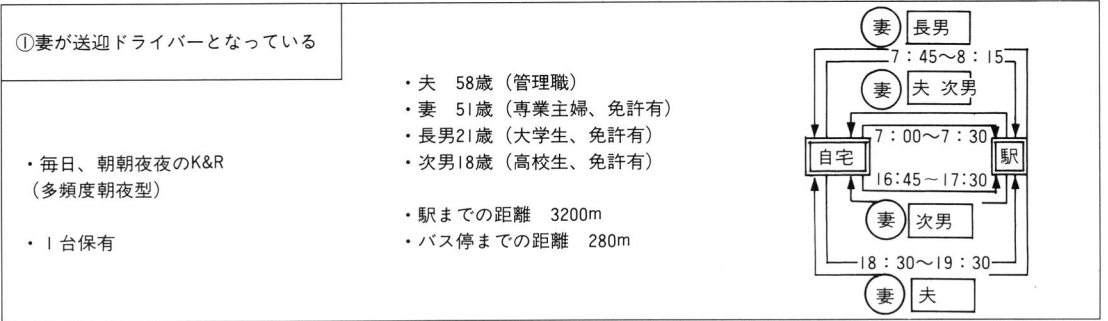 ①妻が送迎ドライバーとなっている
・毎日、朝朝夜夜のK&R
(多頻度朝夜型)
・1台保有
・夫 58歳(管理職)
・妻 51歳(専業主婦、免許有)
・長男21歳(大学生、免許有)
・次男18歳(高校生、免許有)
・駅までの距離 3200m
・バス停までの距離 280m
妻 長男
7:45〜8:15
妻 夫 次男
7:00〜7:30
自宅 駅
16:45〜17:30
妻 次男
18:30〜19:30
妻 夫